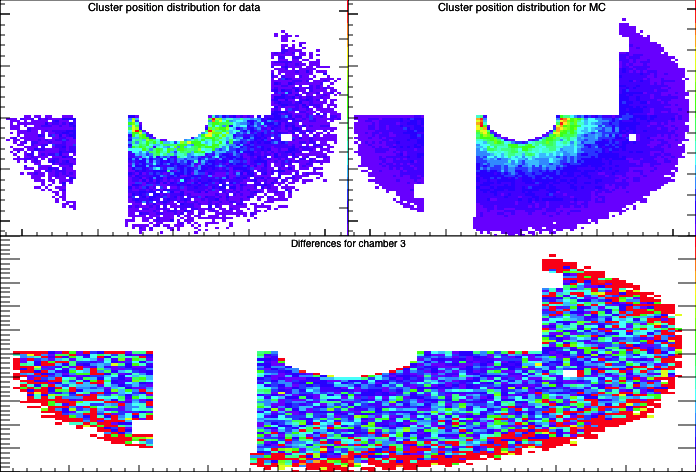 Cluster position distribution for data
Cluster position distribution for MC
Differences for chamber 3